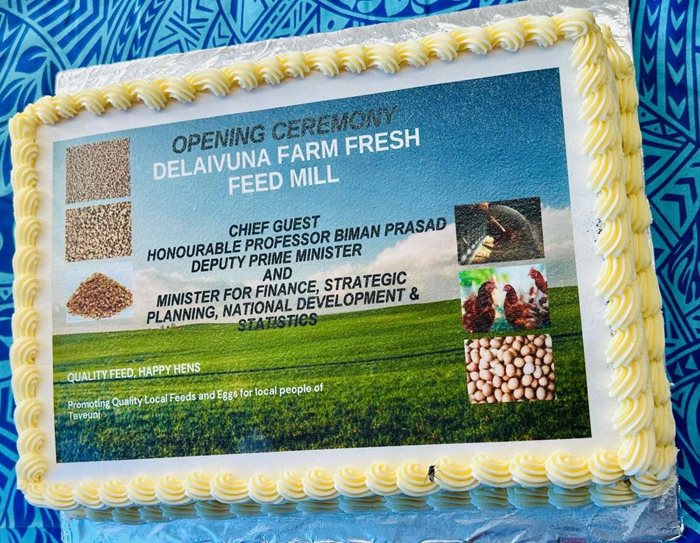 OPENING CEREMONY
DELAIVUNA FARM FRESH
FEED MILL
CHIEF GUEST
HONOURABLE PROFESSOR BIMAN PRASAD
DEPUTY PRIME MINISTER
AND
MINISTER FOR FINANCE, STRATEGIC
PLANNING, NATIONAL DEVELOPMENT &
STATISTICS
QUALITY FEED, HAPPY HENS
Promoting Quality Local Feeds and Eggs for local people of
Taveuni